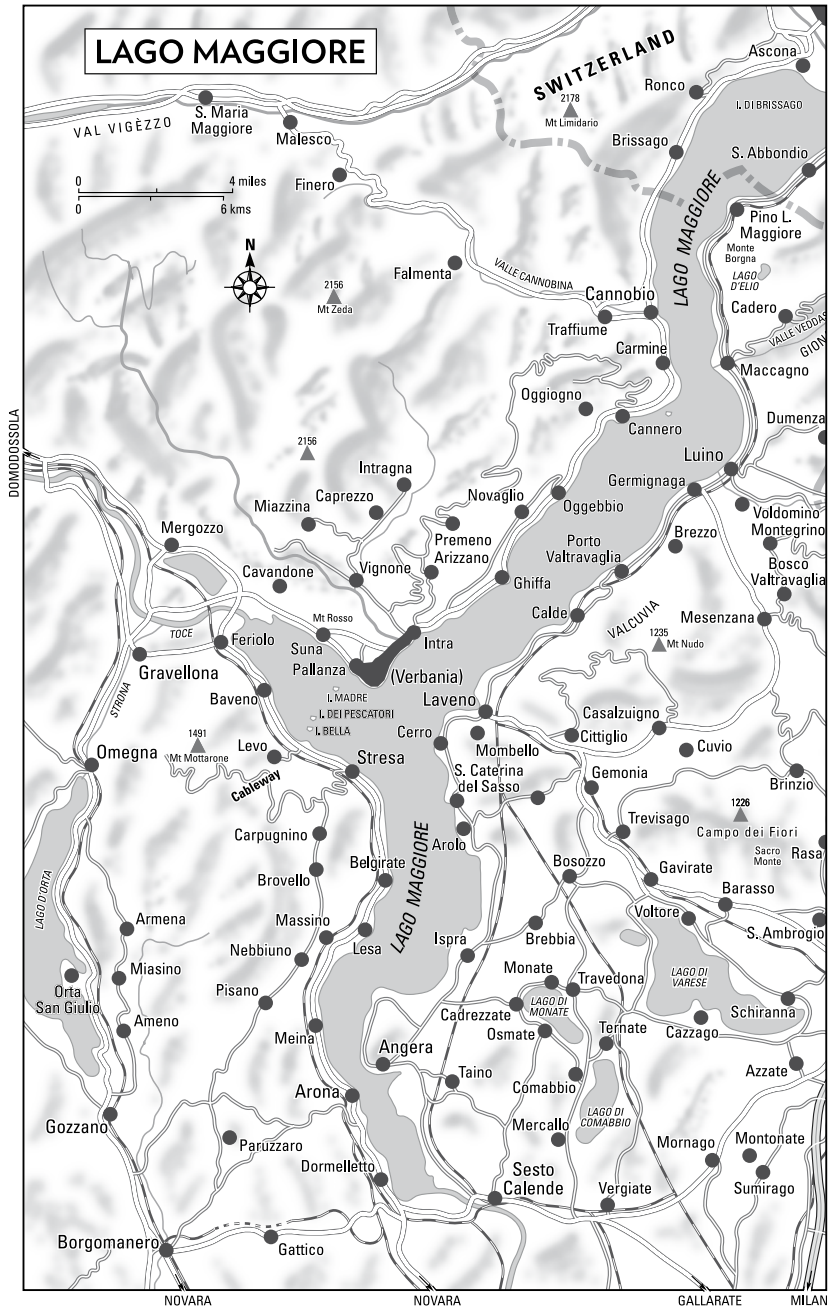 LAGO MAGGIORE
SWITZERLAND
Ascona
Ronco
I. DI BRISSAGO
2178
Mt Limidario
S. Maria
Maggiore
VAL VIGÈZZO
Malesco
Brissago
S. Abbondio
Finero
0
4 miles
0
6 kms
LAGO MAGGIORE
Pino L.
Maggiore
Monte
Borgna
LAGO
D'ELIO
N
Falmenta
VALLE CANNOBINA
2156
Mt Zeda
Cannobio
Cadero
Traffiume
VALLE VEDDAS
GION
Carmine
Maccagno
Oggiogno
Cannero
Dumenza
DOMODOSSOLA
2156
Luino
Intragna
Germignaga
Miazzina
Caprezzo
Novaglio
Oggebbio
Voldomino
Montegrino
Mergozzo
Premeno
Arizzano
Porto
Valtravaglia
Brezzo
Bosco
Valtravaglia
Cavandone
Vignone
Ghiffa
Calde
VALCUVIA
Mesenzana
Mt Rosso
TOCE
Feriolo
Suna
Intra
1235
Mt Nudo
Gravellona
Pallanza
(Verbania)
STRONA
Baveno
I. MADRE
I. DEI PESCATORI
I. BELLA
Laveno
Casalzuigno
Cerro
Cittiglio
Cuvio
1491
Mt Mottarone
Levo
Mombello
Omegna
Stresa
S. Caterina
del Sasso
Gemonia
Brinzio
Cableway
1226
Campo dei Fiori
Trevisago
Carpugnino
Arolo
Sacro
Monte
Rasa
LAGO MAGGIORE
Belgirate
Bosozzo
Gavirate
Brovello
Barasso
LAGO D'ORTA
Voltore
Armena
Massino
Lesa
Ispra
Brebbia
S. Ambrogio
Nebbiuno
Miasino
Orta
San Giulio
Monate
Travedona
LAGO DI
VARESE
Pisano
Cadrezzate
LAGO DI
MONATE
Schiranna
Ameno
Meina
Osmate
Ternate
Cazzago
Angera
Taino
Comabbio
Azzate
Arona
Gozzano
LAGO DI
COMABBIO
Mercallo
Paruzzaro
Mornago
Montonate
Dormelletto
Sesto
Calende
Vergiate
Sumirago
Borgomanero
Gattico
NOVARA
NOVARA
GALLARATE
MILAN